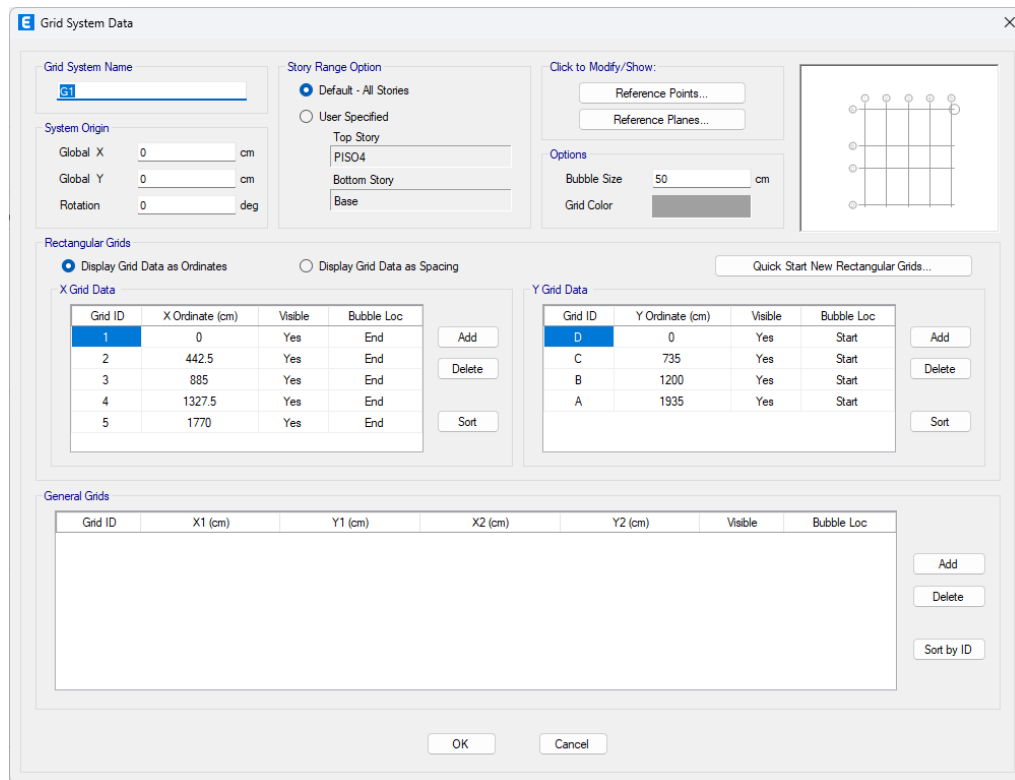 E Grid System Data
Grid System Name
G1
System Origin
Global X 0 cm
Global Y 0 cm
Rotation 0 deg
Story Range Option
Default - All Stories
User Specified
Top Story
PISO4
Bottom Story
Base
Click to Modify/Show:
Reference Points...
Reference Planes...
Options
Bubble Size 50 cm
Grid Color
Rectangular Grids
Display Grid Data as Ordinates Display Grid Data as Spacing Quick Start New Rectangular Grids...
X Grid Data
Grid ID X Ordinate (cm) Visible Bubble Loc
1 0 Yes End
2 442.5 Yes End
3 885 Yes End
4 1327.5 Yes End
5 1770 Yes End
Add
Delete
Sort
Y Grid Data
Grid ID Y Ordinate (cm) Visible Bubble Loc
D 0 Yes Start
C 735 Yes Start
B 1200 Yes Start
A 1935 Yes Start
Add
Delete
Sort
General Grids
Grid ID X1 (cm) Y1 (cm) X2 (cm) Y2 (cm) Visible Bubble Loc
Add
Delete
Sort by ID
OK Cancel